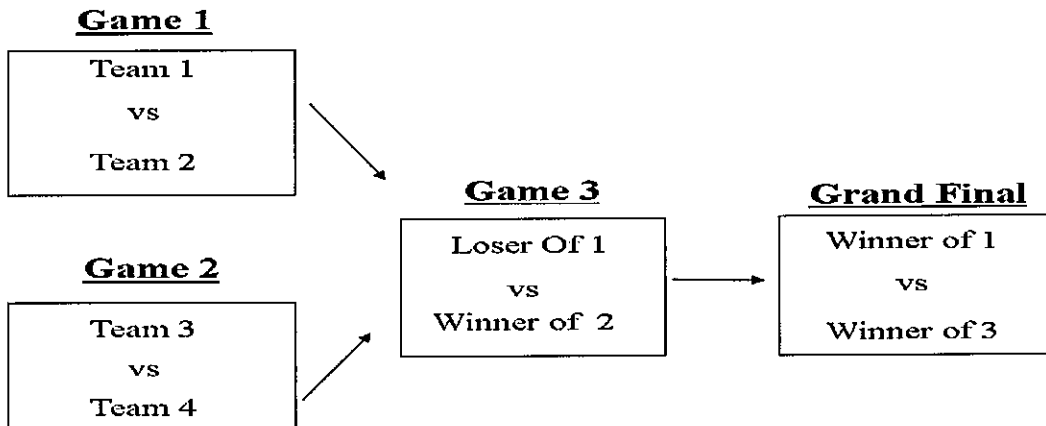 Game 1
Team 1
vs
Team 2
Game 2
Team 3
vs
Team 4
Game 3
Loser Of 1
vs
Winner of 2
Grand Final
Winner of 1
vs
Winner of 3